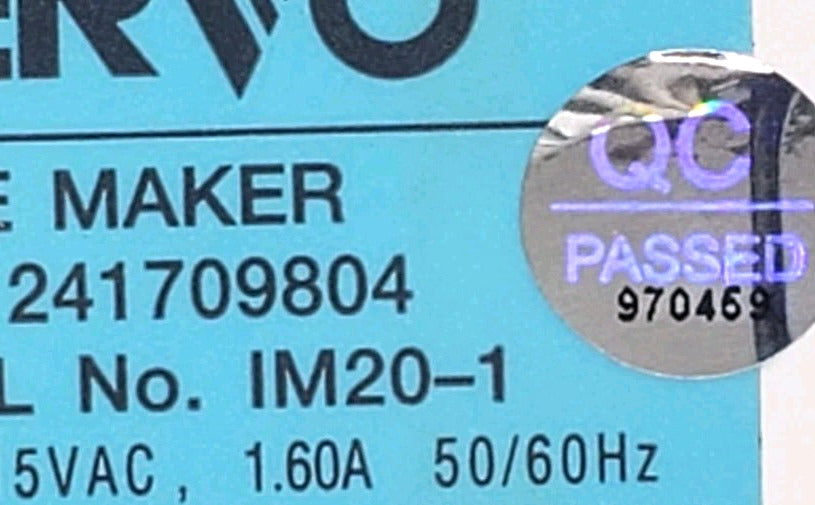 ERVO
E MAKER
241709804
L No. IM20-1
5VAC, 1.60A 50/60Hz
QC
PASSED
970469